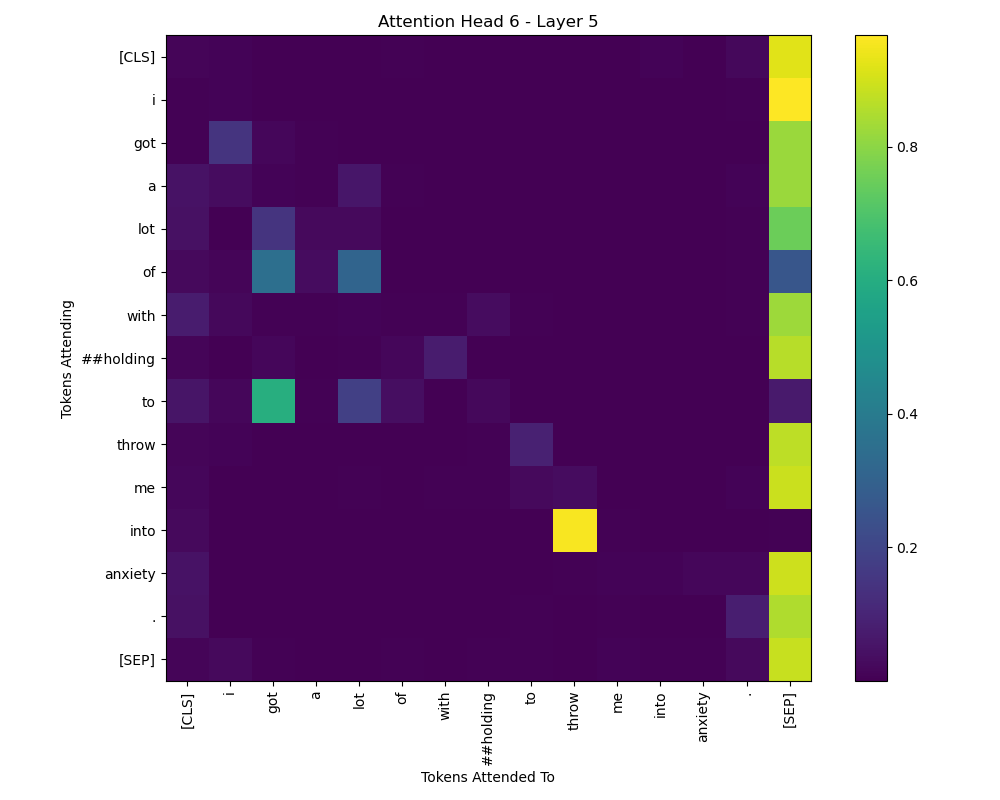 Attention Head 6 - Layer 5
Tokens Attending
[CLS]
i
got
a
lot
of
with
##holding
to
throw
me
into
anxiety
.
[SEP]
[CLS]
i
got
a
lot
of
with
##holding
to
throw
me
into
anxiety
.
[SEP]
Tokens Attended To
0.8
0.6
0.4
0.2